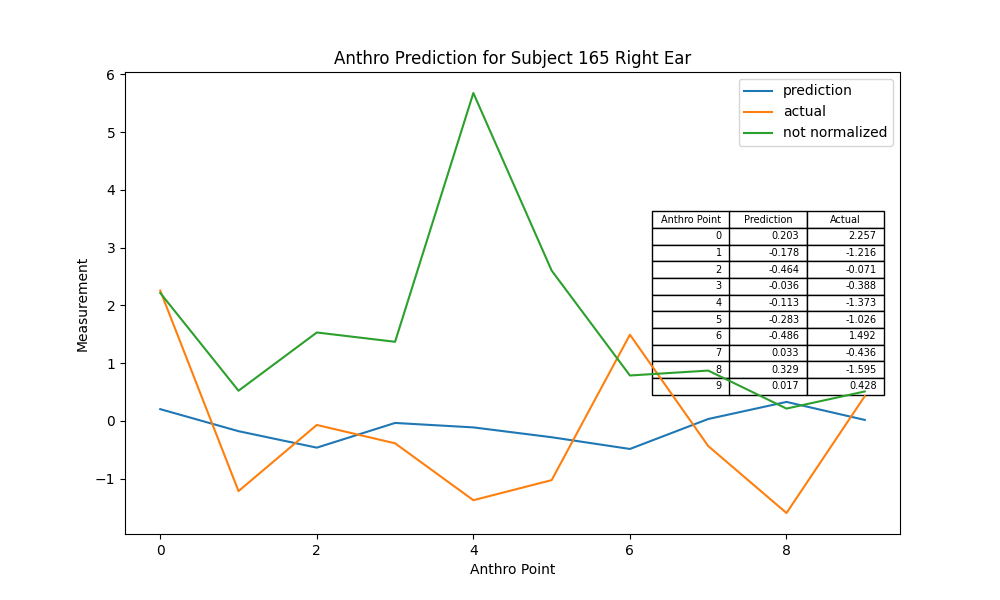 Anthro Prediction for Subject 165 Right Ear
6
5
4
3
2
1
0
−1
Measurement
prediction
actual
not normalized
Anthro Point Prediction Actual
0 0.203 2.257
1 -0.178 -1.216
2 -0.464 -0.071
3 -0.036 -0.388
4 -0.113 -1.373
5 -0.283 -1.026
6 -0.486 1.492
7 0.033 -0.436
8 0.329 -1.595
9 0.017 0.428
0 2 4 6 8
Anthro Point